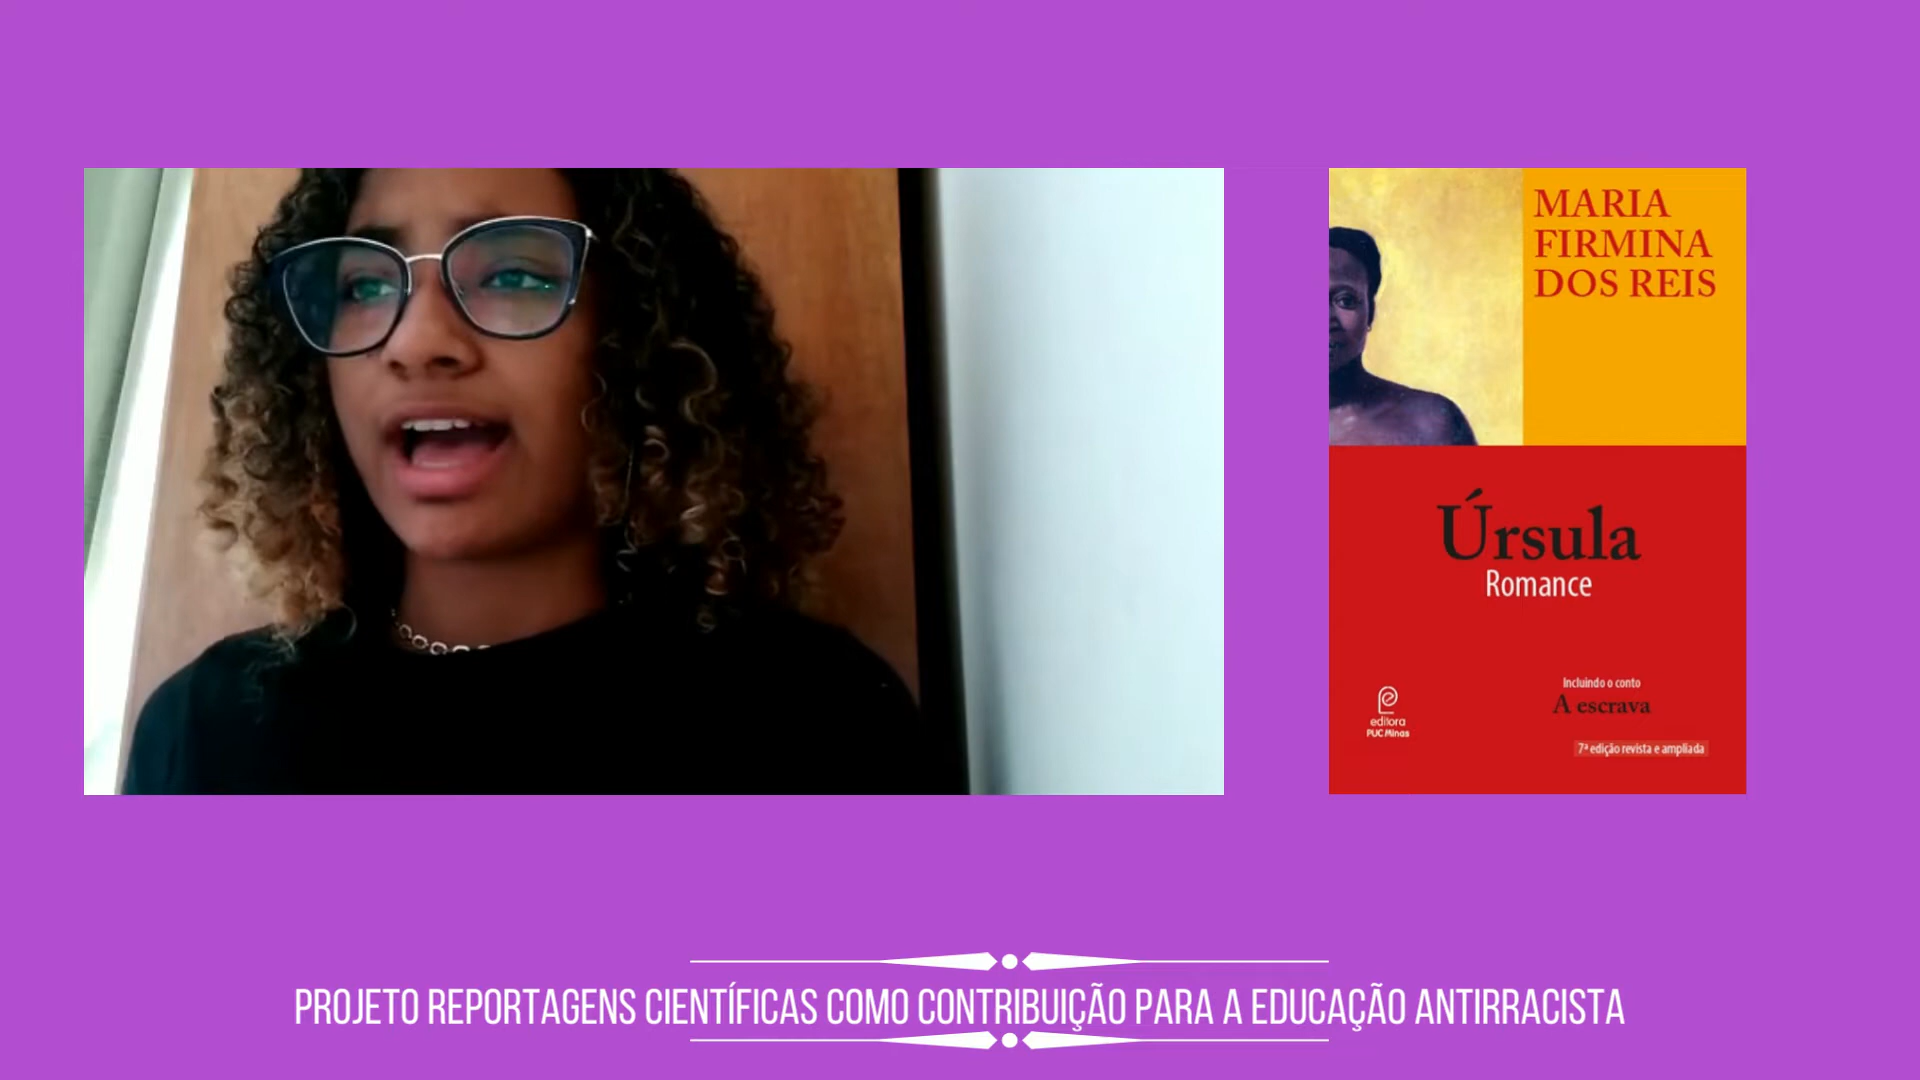 MARIA
FIRMINA
DOS REIS
Úrsula
Romance
Incluindo o conto
A escrava
editora
PUC Minas
7ª edição revista e ampliada
PROJETO REPORTAGENS CIENTÍFICAS COMO CONTRIBUIÇÃO PARA A EDUCAÇÃO ANTIRRACISTA